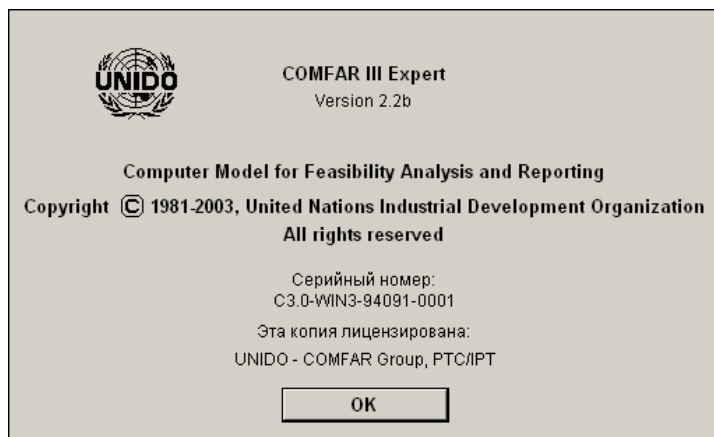 UNIDO
COMFAR III Expert
Version 2.2b
Computer Model for Feasibility Analysis and Reporting
Copyright © 1981-2003, United Nations Industrial Development Organization
All rights reserved
Серийный номер:
C3.0-WIN3-94091-0001
Эта копия лицензирована:
UNIDO - COMFAR Group, PTC/IPT
OK